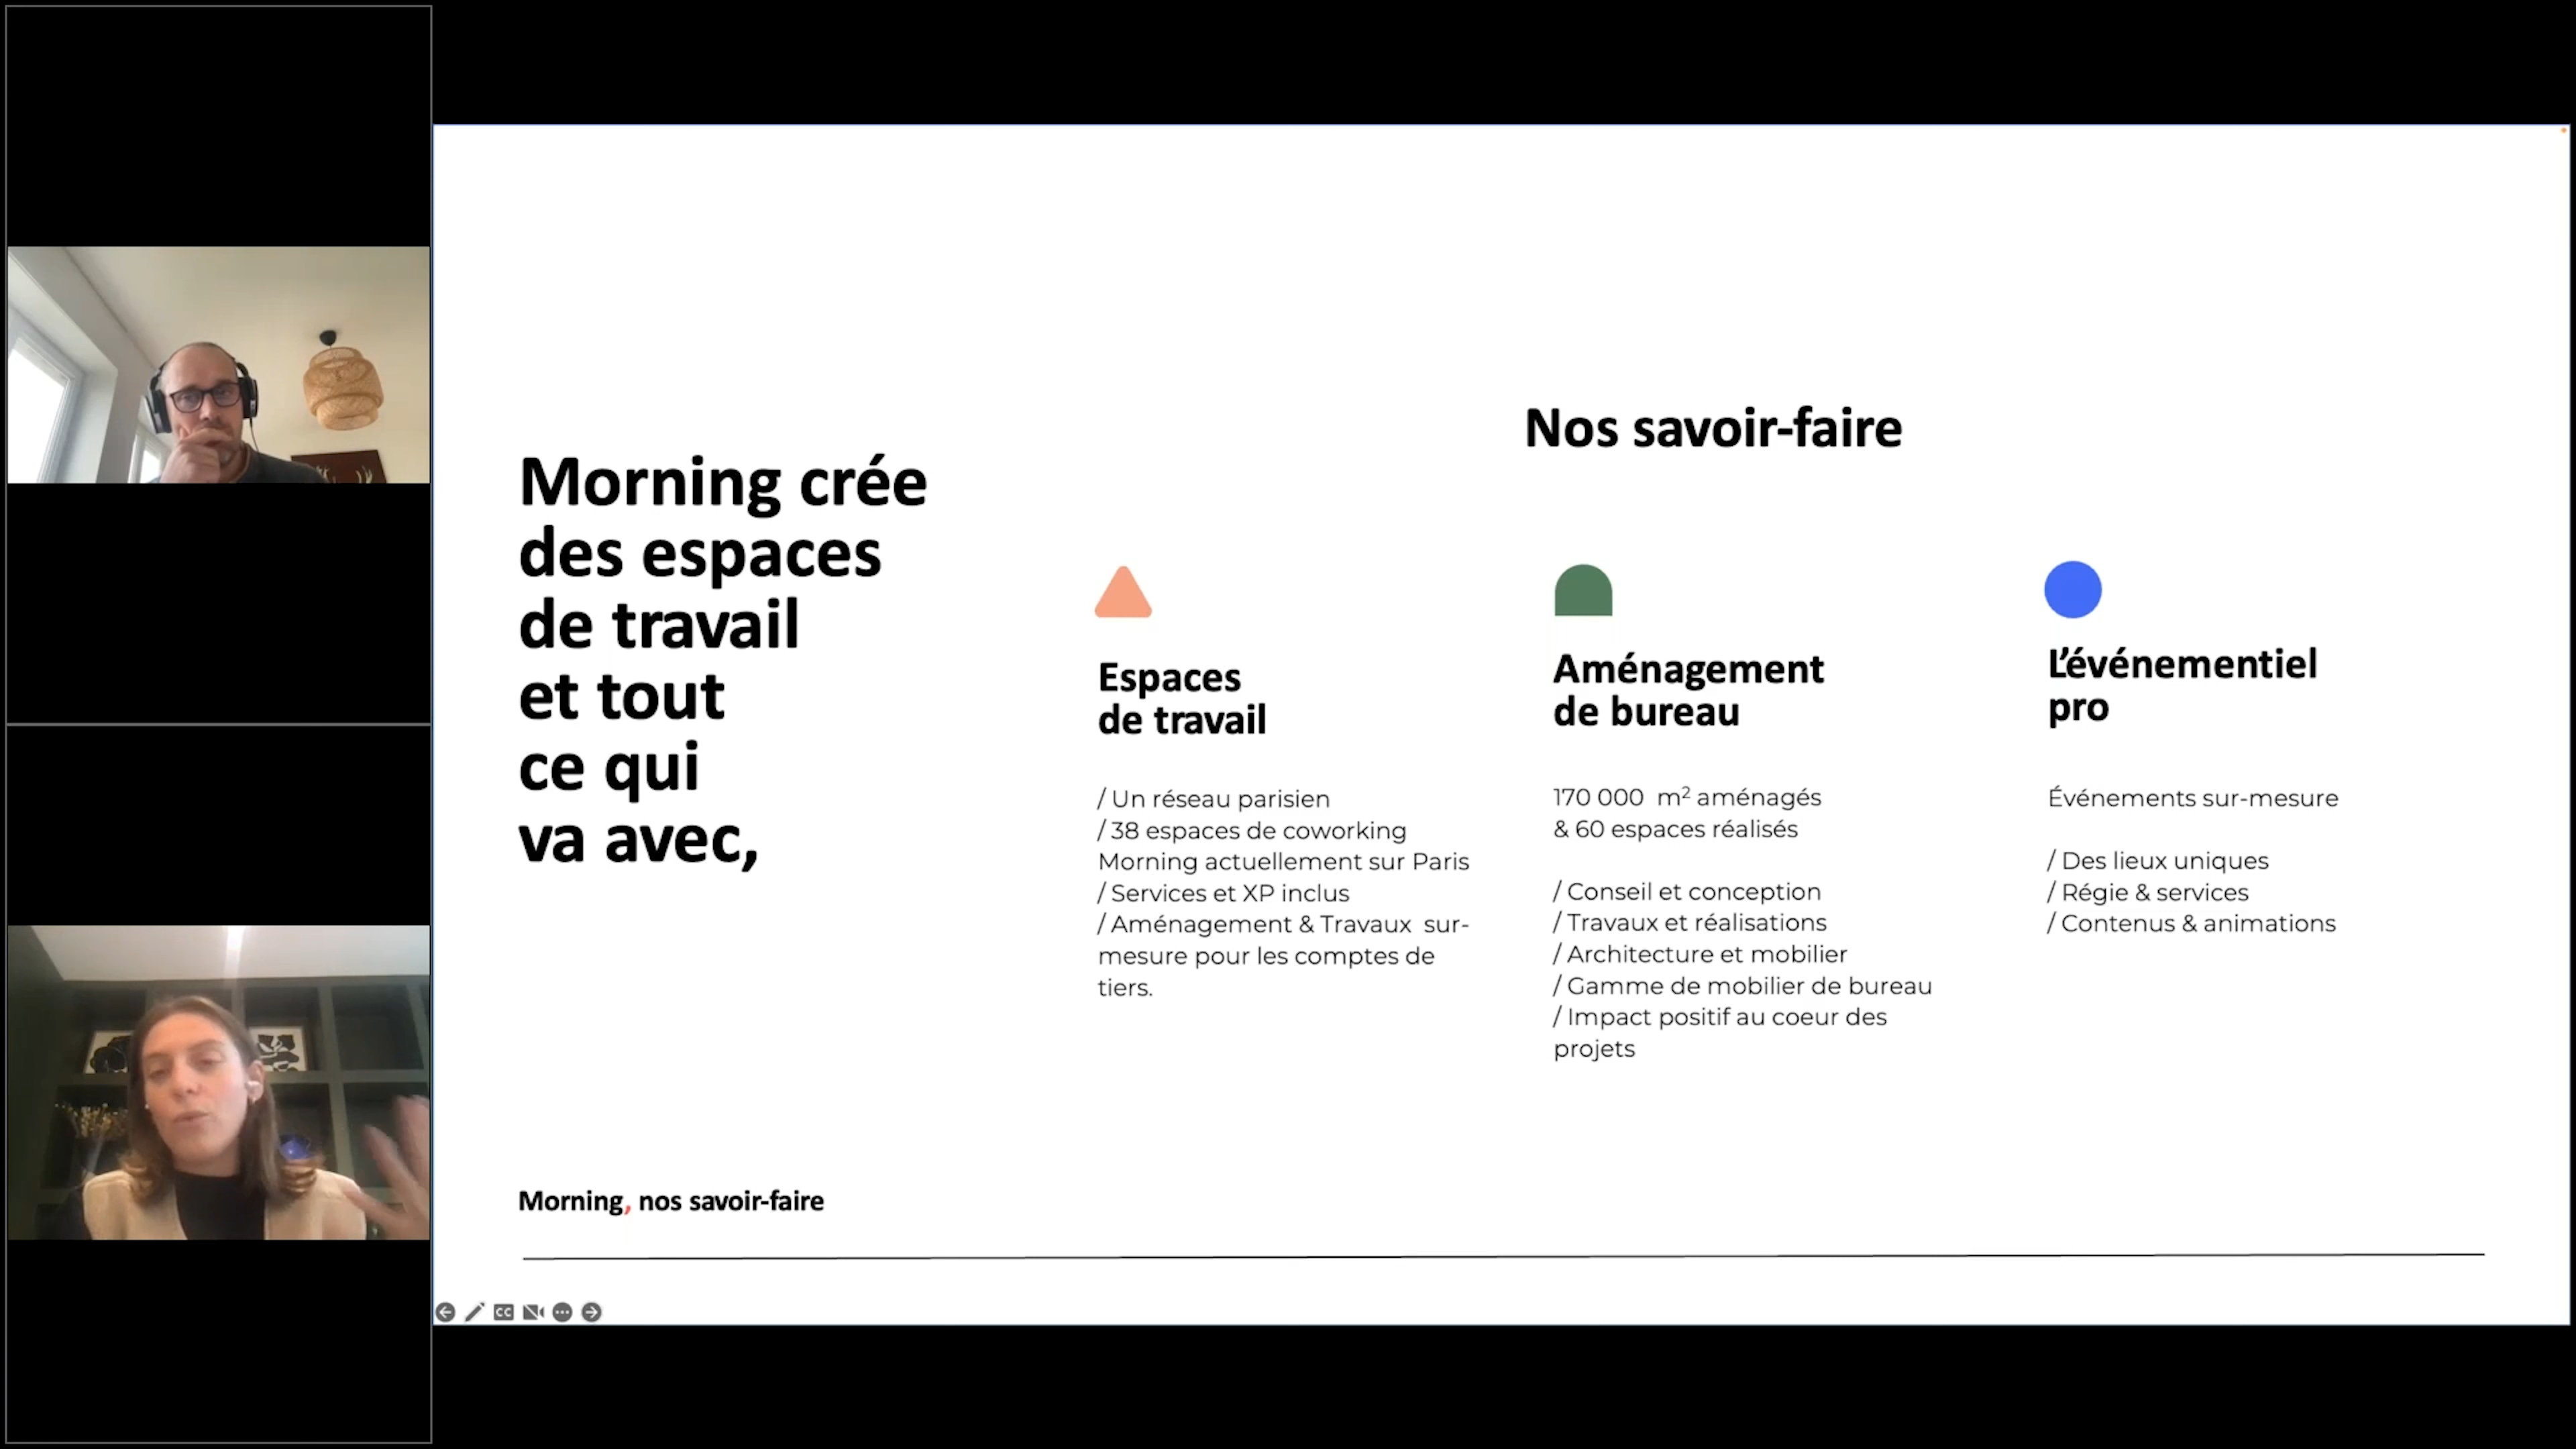 Morning crée
des espaces
de travail
et tout
ce qui
va avec,
Nos savoir-faire
Espaces
de travail
/ Un réseau parisien
/ 38 espaces de coworking
Morning actuellement sur Paris
/ Services et XP inclus
/ Aménagement & Travaux  sur-
mesure pour les comptes de
tiers.
Aménagement
de bureau
170 000  m² aménagés
& 60 espaces réalisés
/ Conseil et conception
/ Travaux et réalisations
/ Architecture et mobilier
/ Gamme de mobilier de bureau
/ Impact positif au coeur des
projets
L’événementiel
pro
Événements sur-mesure
/ Des lieux uniques
/ Régie & services
/ Contenus & animations
Morning, nos savoir-faire
CC